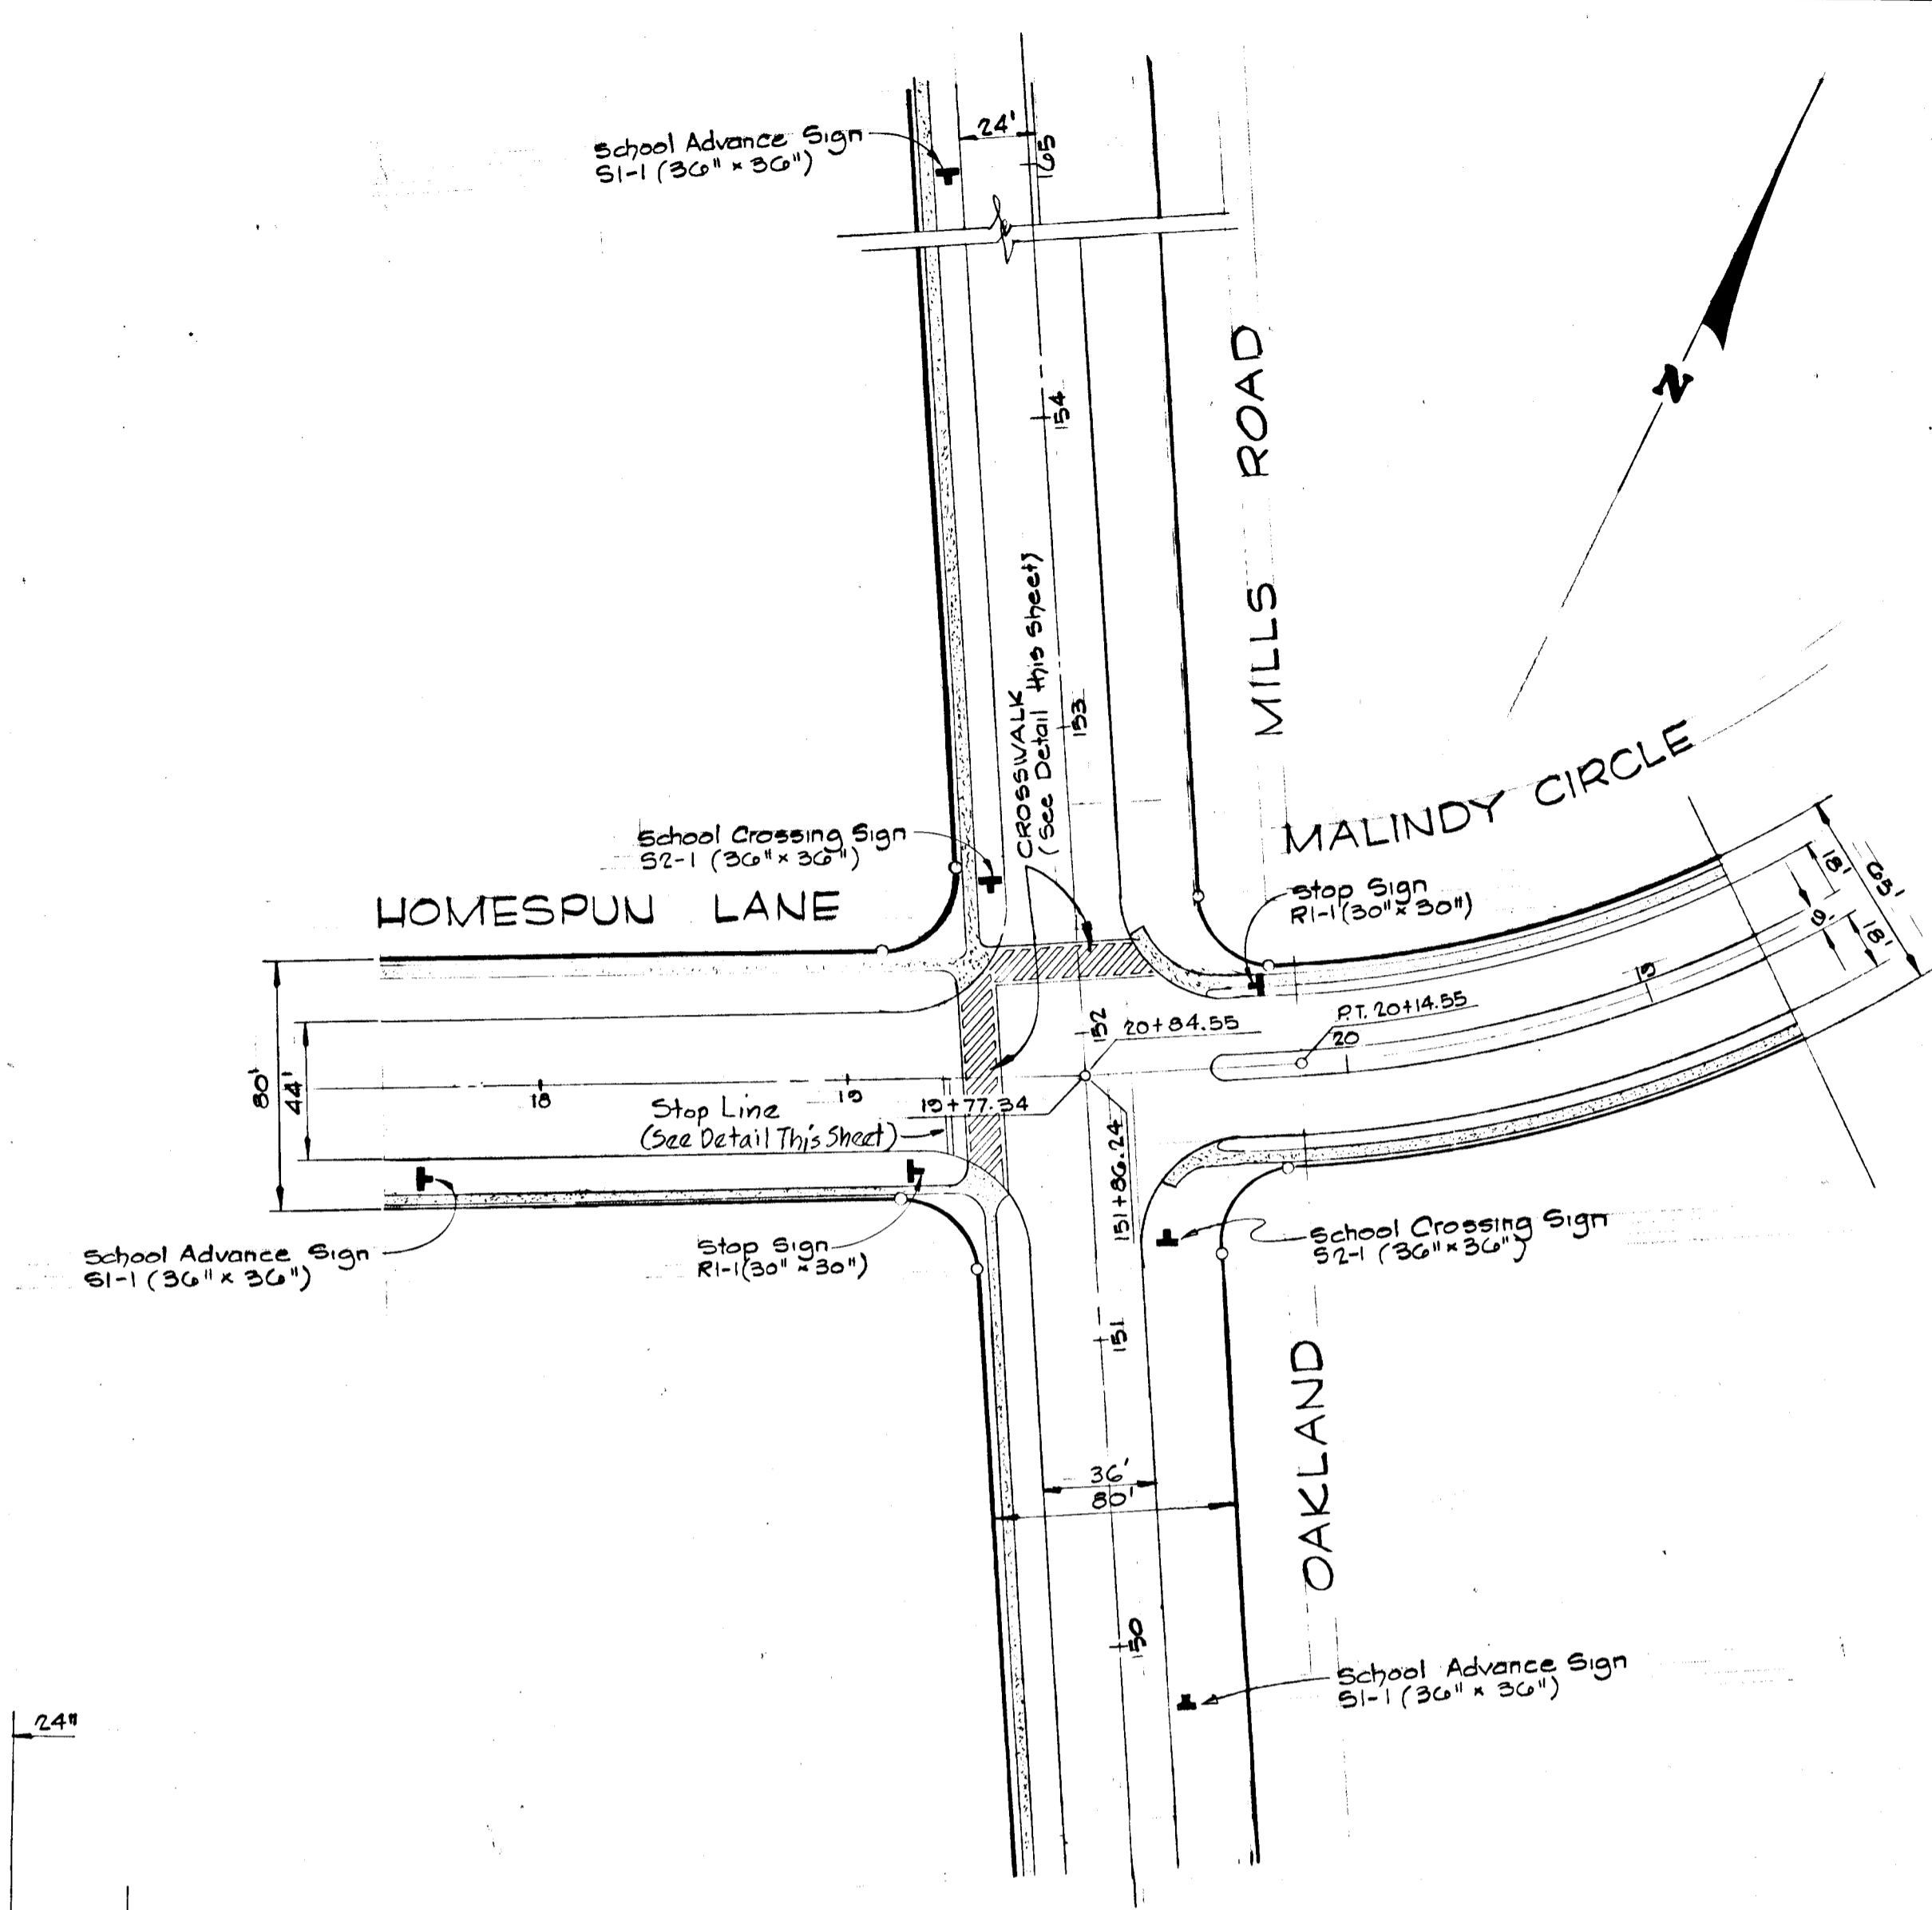 School Advance Sign
S1-1 (36" x 36")
24'
165
154
153
MILLS ROAD
N
CROSSWALK
(See Detail this Sheet)
School Crossing Sign
S2-1 (36" x 36")
HOMESPUN LANE
MALINDY CIRCLE
Stop Sign
R1-1 (30" x 30")
18'
63'
9'
18'
19
P.T. 20+14.55
20
152
20+84.55
80'
44'
18
19
19+77.34
Stop Line
(See Detail This Sheet)
151+86.24
School Advance Sign
S1-1 (36" x 36")
Stop Sign
R1-1 (30" x 30")
School Crossing Sign
S2-1 (36" x 36")
151
OAKLAND
36'
80'
150
School Advance Sign
S1-1 (36" x 36")
24"